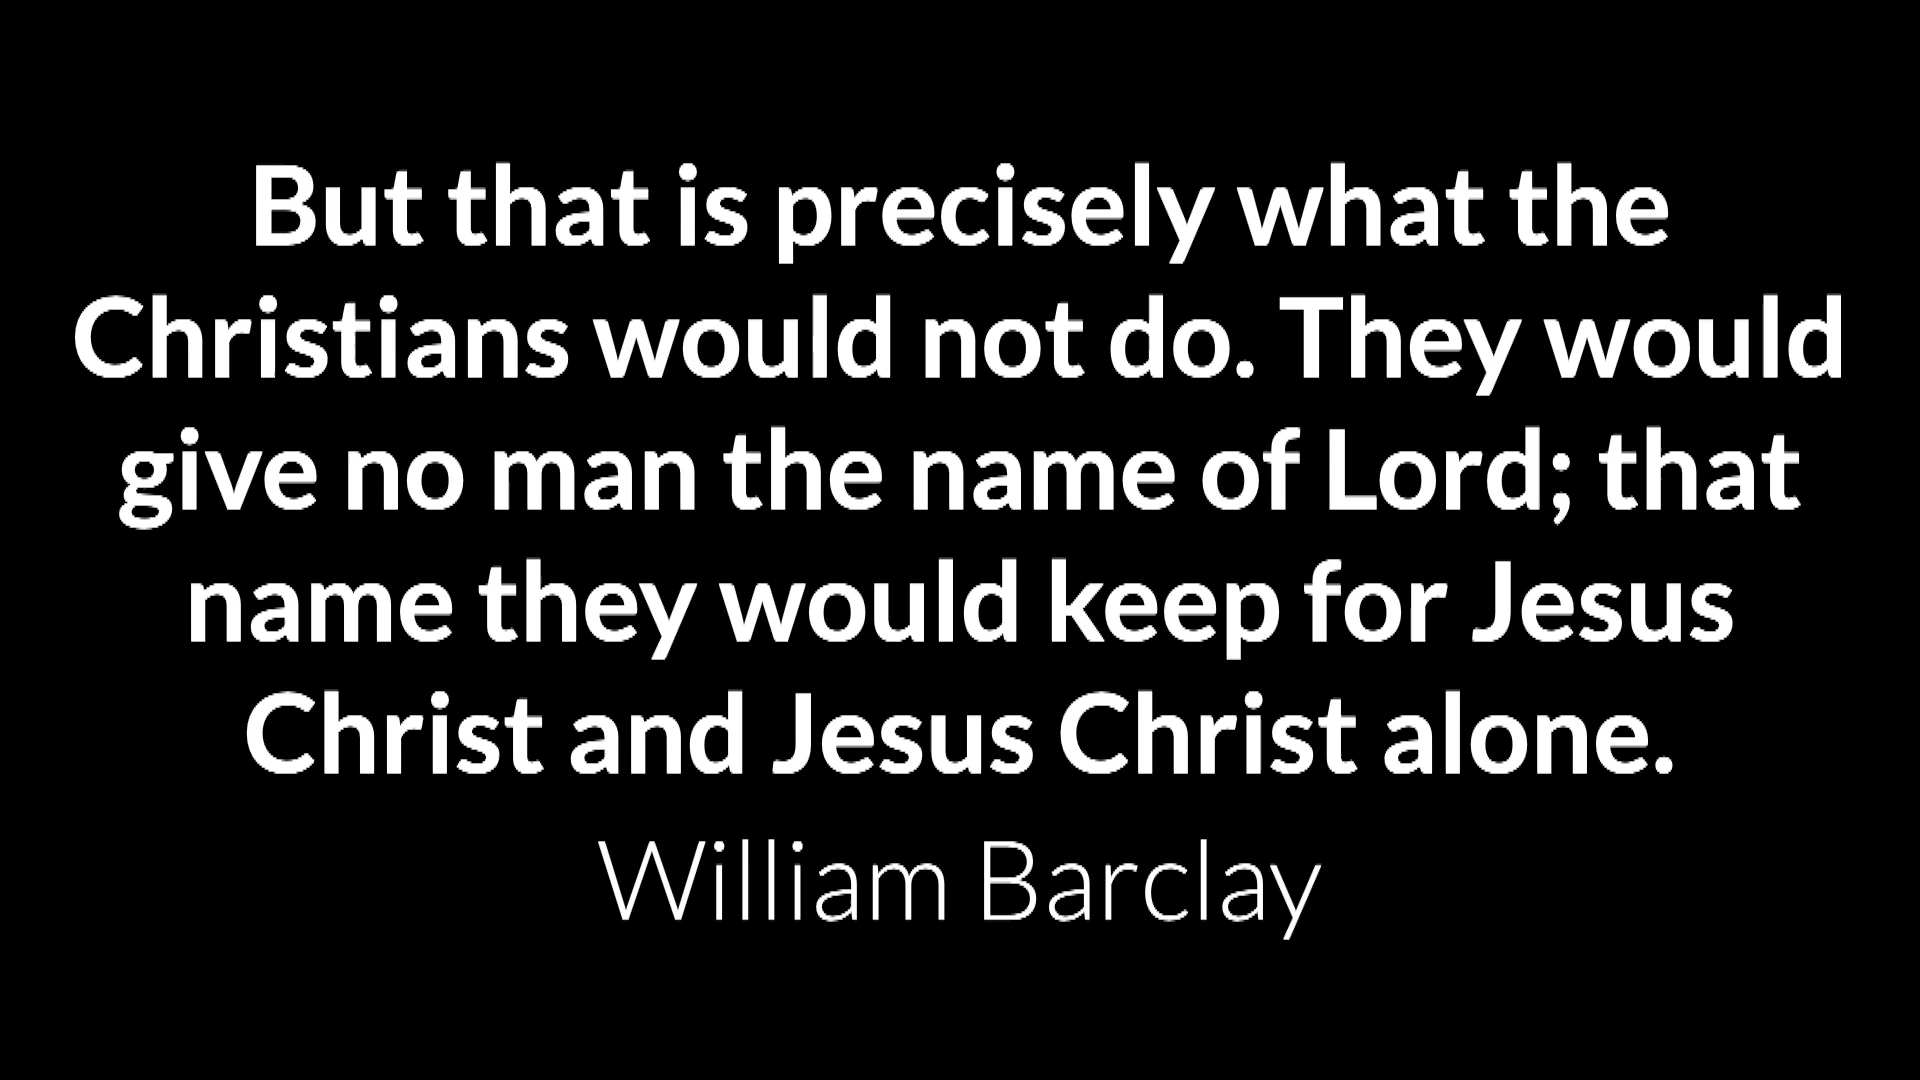 But that is precisely what the
Christians would not do. They would
give no man the name of Lord; that
name they would keep for Jesus
Christ and Jesus Christ alone.
William Barclay